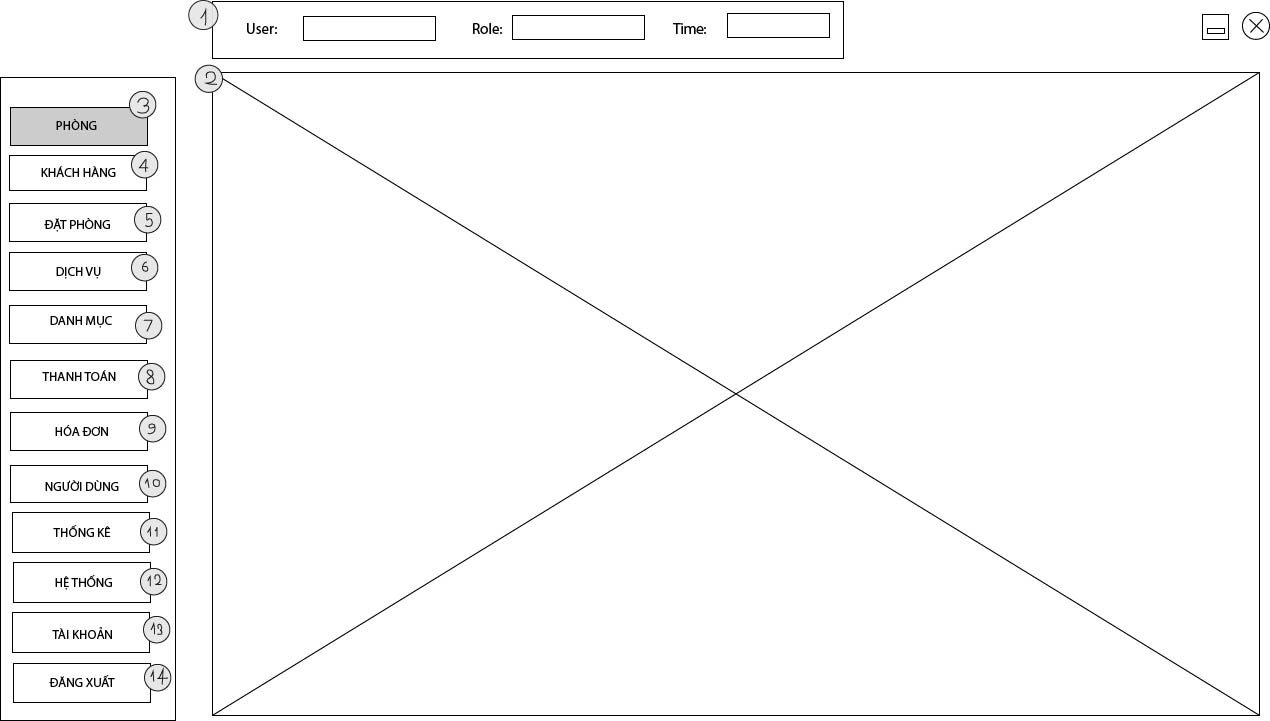 1 User: Role: Time:
2
PHÒNG 3
KHÁCH HÀNG 4
ĐẶT PHÒNG 5
DỊCH VỤ 6
DANH MỤC 7
THANH TOÁN 8
HÓA ĐƠN 9
NGƯỜI DÙNG 10
THỐNG KÊ 11
HỆ THỐNG 12
TÀI KHOẢN 13
ĐĂNG XUẤT 14